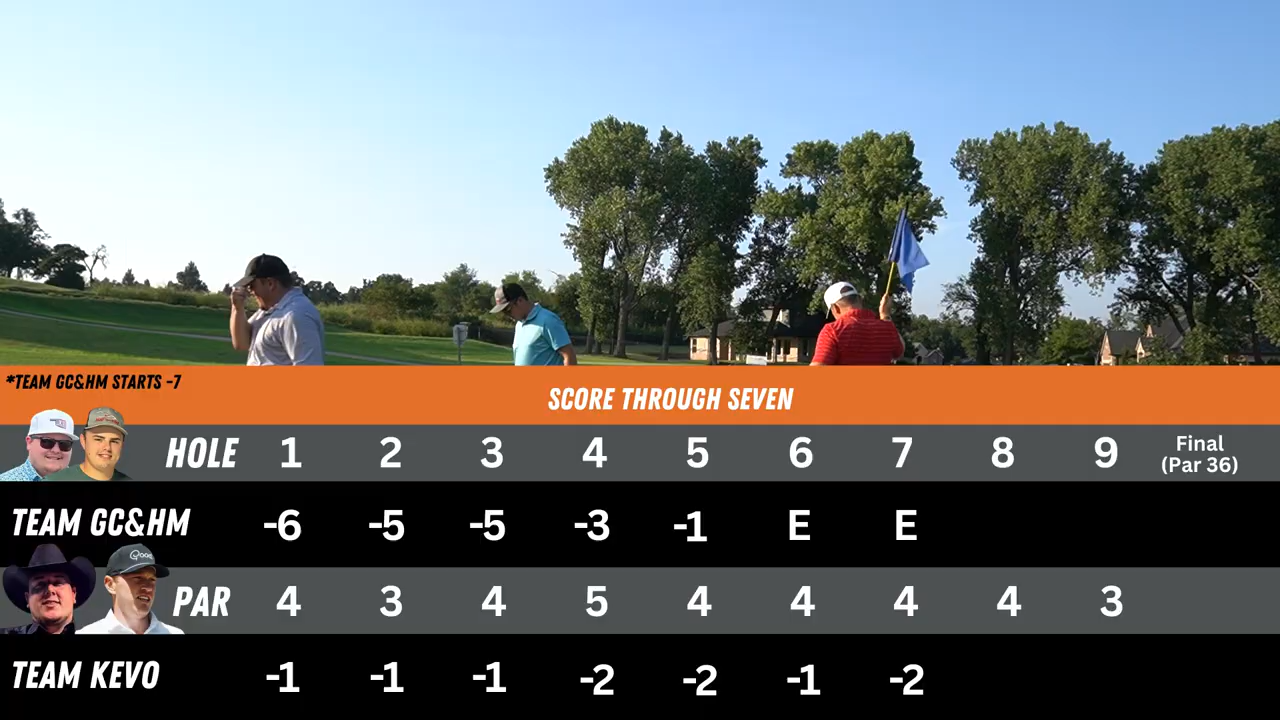 *TEAM GC&HM STARTS -7
SCORE THROUGH SEVEN
HOLE 1 2 3 4 5 6 7 8 9 Final
(Par 36)
TEAM GC&HM -6 -5 -5 -3 -1 E E
PAR 4 3 4 5 4 4 4 4 3
TEAM KEVO -1 -1 -1 -2 -2 -1 -2